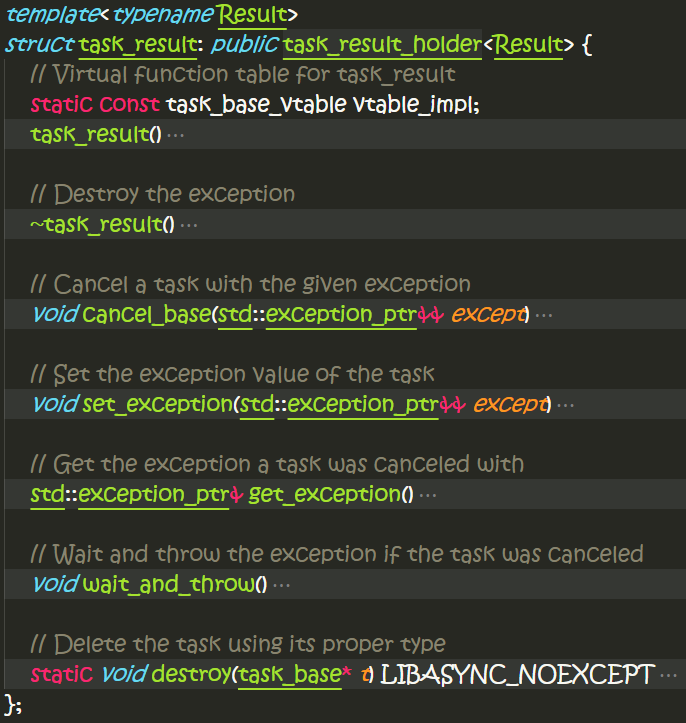 template<typename Result>
struct task_result: public task_result_holder<Result> {
// Virtual function table for task_result
static const task_base_vtable vtable_impl;
task_result() ···
// Destroy the exception
~task_result() ···
// Cancel a task with the given exception
void cancel_base(std::exception_ptr&& except) ···
// Set the exception value of the task
void set_exception(std::exception_ptr&& except) ···
// Get the exception a task was canceled with
std::exception_ptr& get_exception() ···
// Wait and throw the exception if the task was canceled
void wait_and_throw() ···
// Delete the task using its proper type
static void destroy(task_base* t) LIBASYNC_NOEXCEPT ···
};